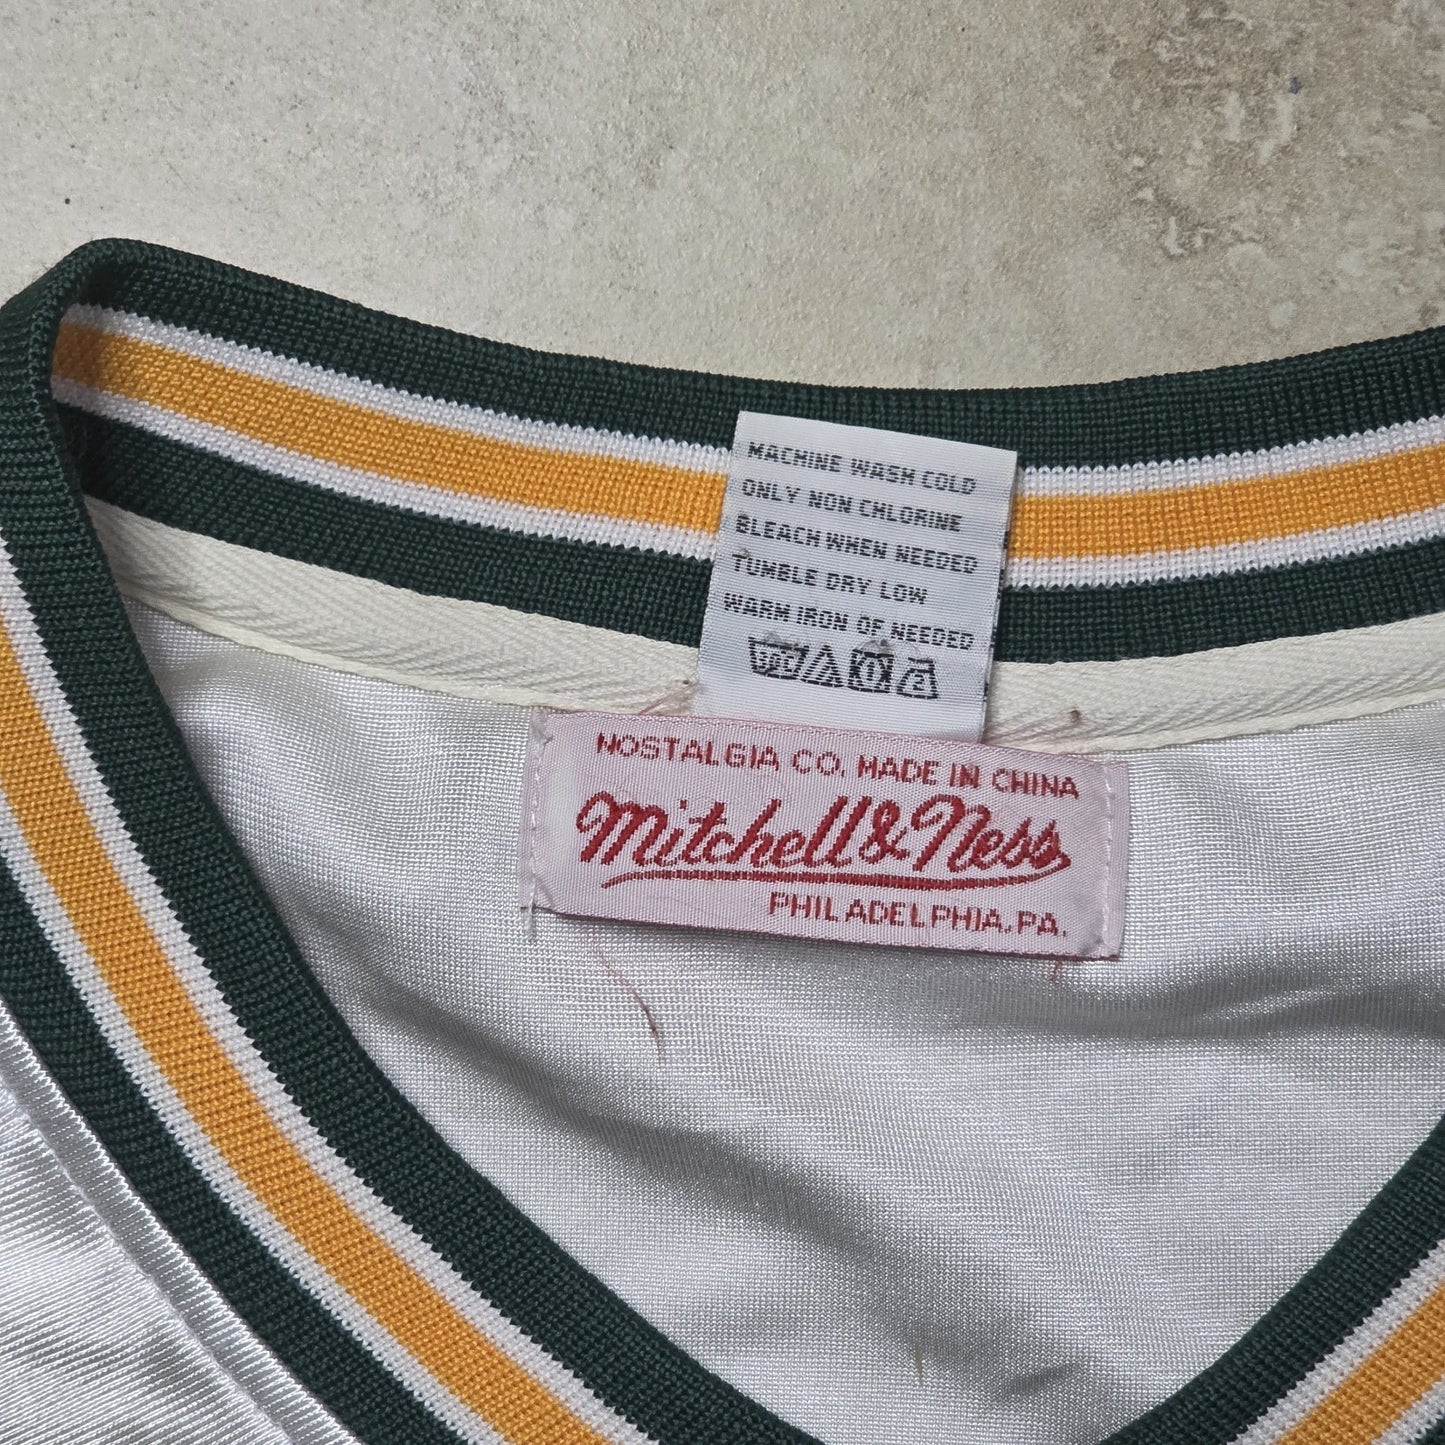 MACHINE WASH COLD
ONLY NON CHLORINE
BLEACH WHEN NEEDED
TUMBLE DRY LOW
WARM IRON OF NEEDED
NOSTALGIA CO. MADE IN CHINA
Mitchell & Ness
PHILADELPHIA, PA.